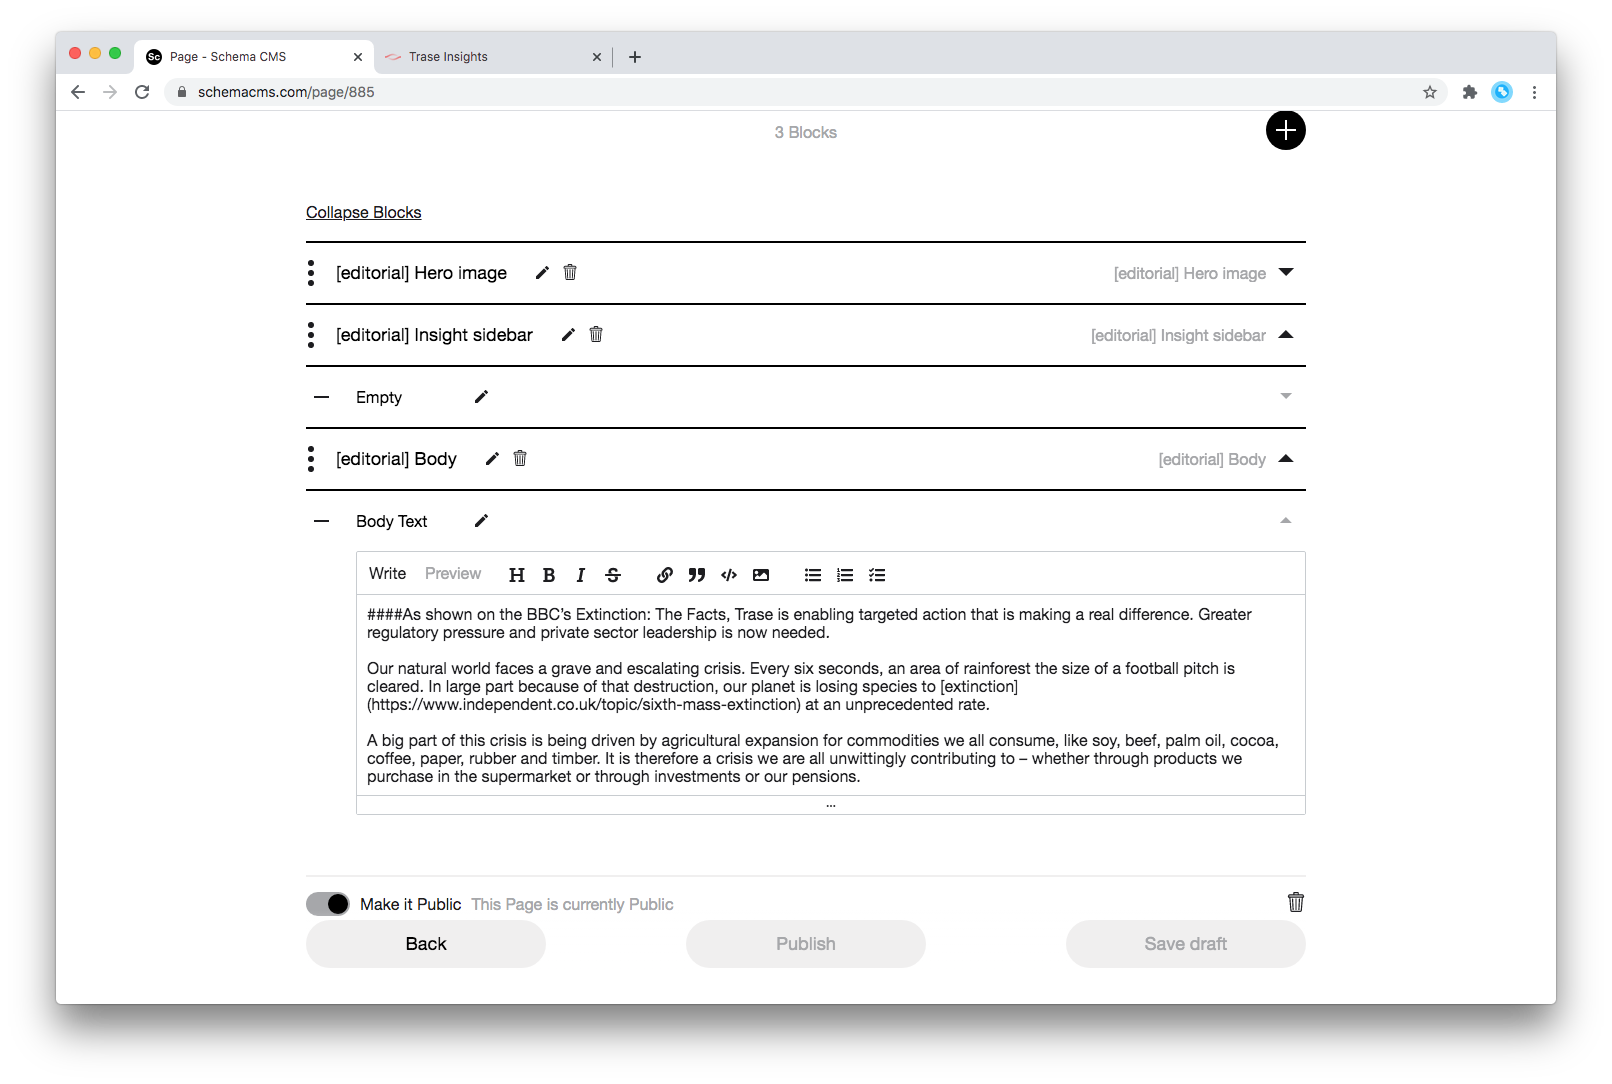 Sc Page - Schema CMS
Trase Insights
schemacms.com/page/885
3 Blocks
Collapse Blocks
[editorial] Hero image
[editorial] Hero image
[editorial] Insight sidebar
[editorial] Insight sidebar
Empty
[editorial] Body
[editorial] Body
Body Text
Write Preview H B I S
####As shown on the BBC’s Extinction: The Facts, Trase is enabling targeted action that is making a real difference. Greater
regulatory pressure and private sector leadership is now needed.
Our natural world faces a grave and escalating crisis. Every six seconds, an area of rainforest the size of a football pitch is
cleared. In large part because of that destruction, our planet is losing species to [extinction]
(https://www.independent.co.uk/topic/sixth-mass-extinction) at an unprecedented rate.
A big part of this crisis is being driven by agricultural expansion for commodities we all consume, like soy, beef, palm oil, cocoa,
coffee, paper, rubber and timber. It is therefore a crisis we are all unwittingly contributing to – whether through products we
purchase in the supermarket or through investments or our pensions.
...
Make it Public This Page is currently Public
Back
Publish
Save draft